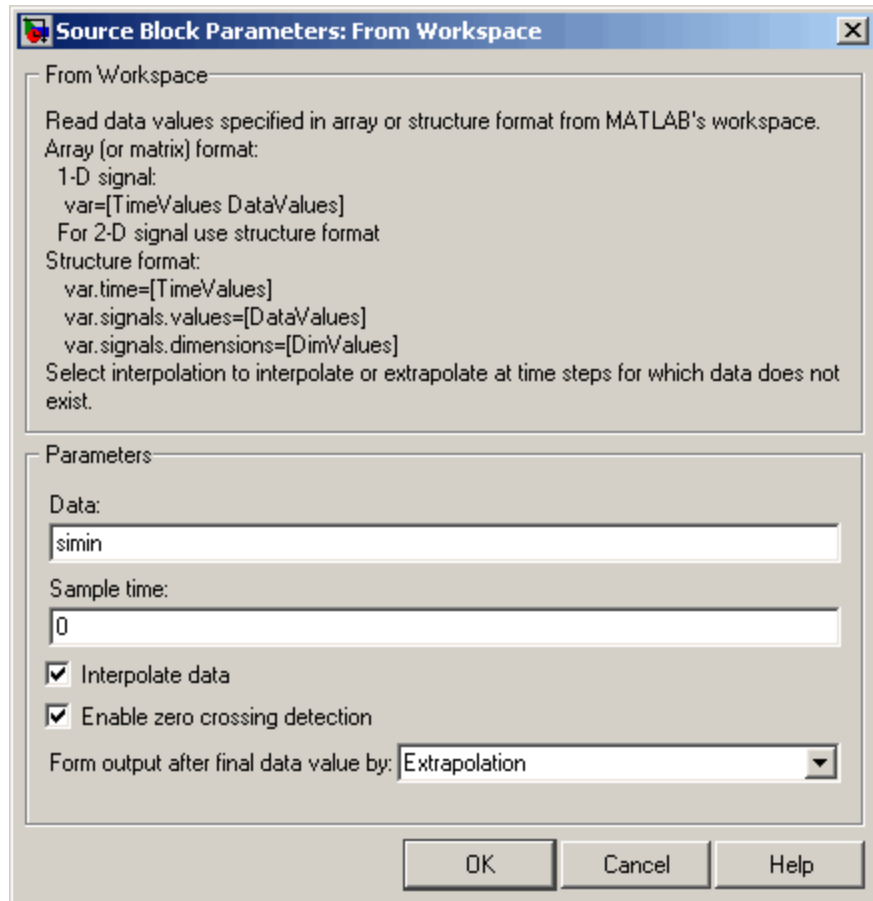 Source Block Parameters: From Workspace
From Workspace
Read data values specified in array or structure format from MATLAB's workspace.
Array (or matrix) format:
1-D signal:
var=[TimeValues DataValues]
For 2-D signal use structure format
Structure format:
var.time=[TimeValues]
var.signals.values=[DataValues]
var.signals.dimensions=[DimValues]
Select interpolation to interpolate or extrapolate at time steps for which data does not
exist.
Parameters
Data:
simin
Sample time:
0
Interpolate data
Enable zero crossing detection
Form output after final data value by: Extrapolation
OK Cancel Help